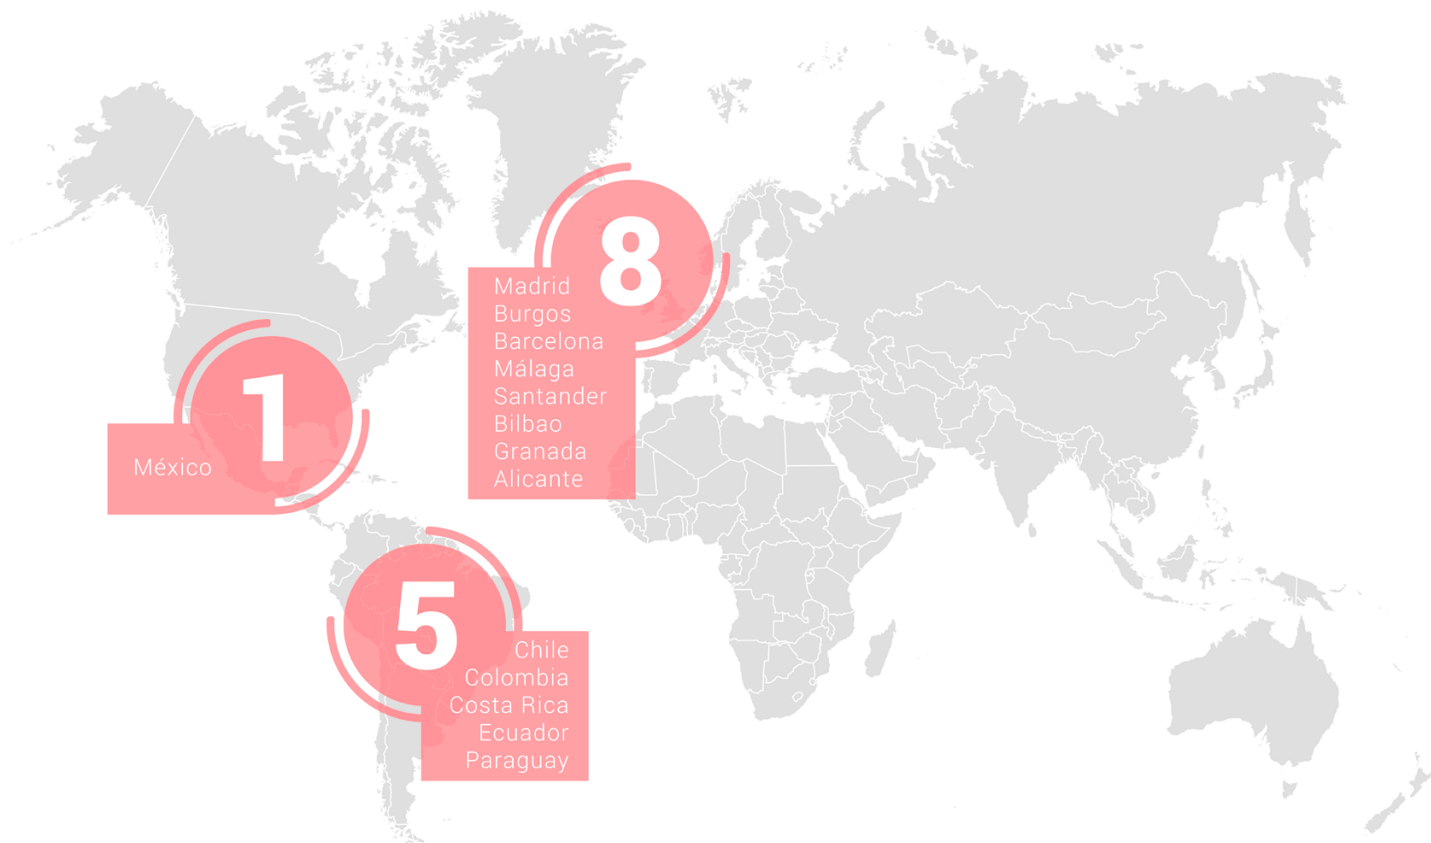 8
Madrid
Burgos
Barcelona
Málaga
Santander
Bilbao
Granada
Alicante
1
México
5
Chile
Colombia
Costa Rica
Ecuador
Paraguay